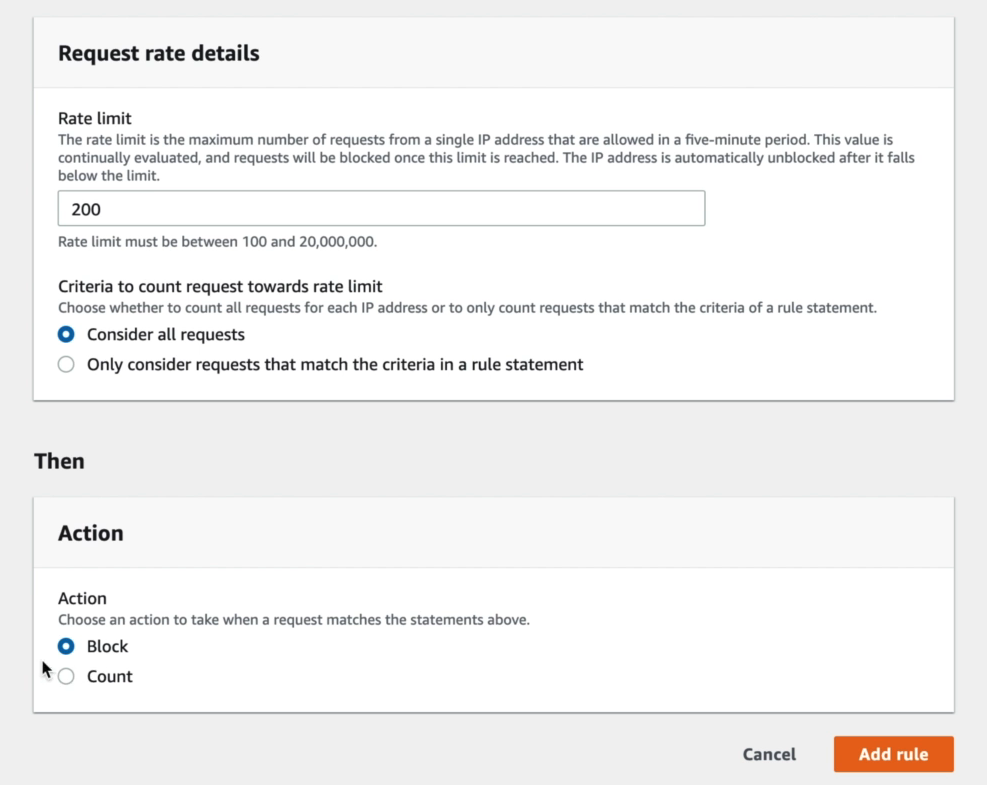 Request rate details
Rate limit
The rate limit is the maximum number of requests from a single IP address that are allowed in a five-minute period. This value is
continually evaluated, and requests will be blocked once this limit is reached. The IP address is automatically unblocked after it falls
below the limit.
200
Rate limit must be between 100 and 20,000,000.
Criteria to count request towards rate limit
Choose whether to count all requests for each IP address or to only count requests that match the criteria of a rule statement.
Consider all requests
Only consider requests that match the criteria in a rule statement
Then
Action
Action
Choose an action to take when a request matches the statements above.
Block
Count
Cancel
Add rule